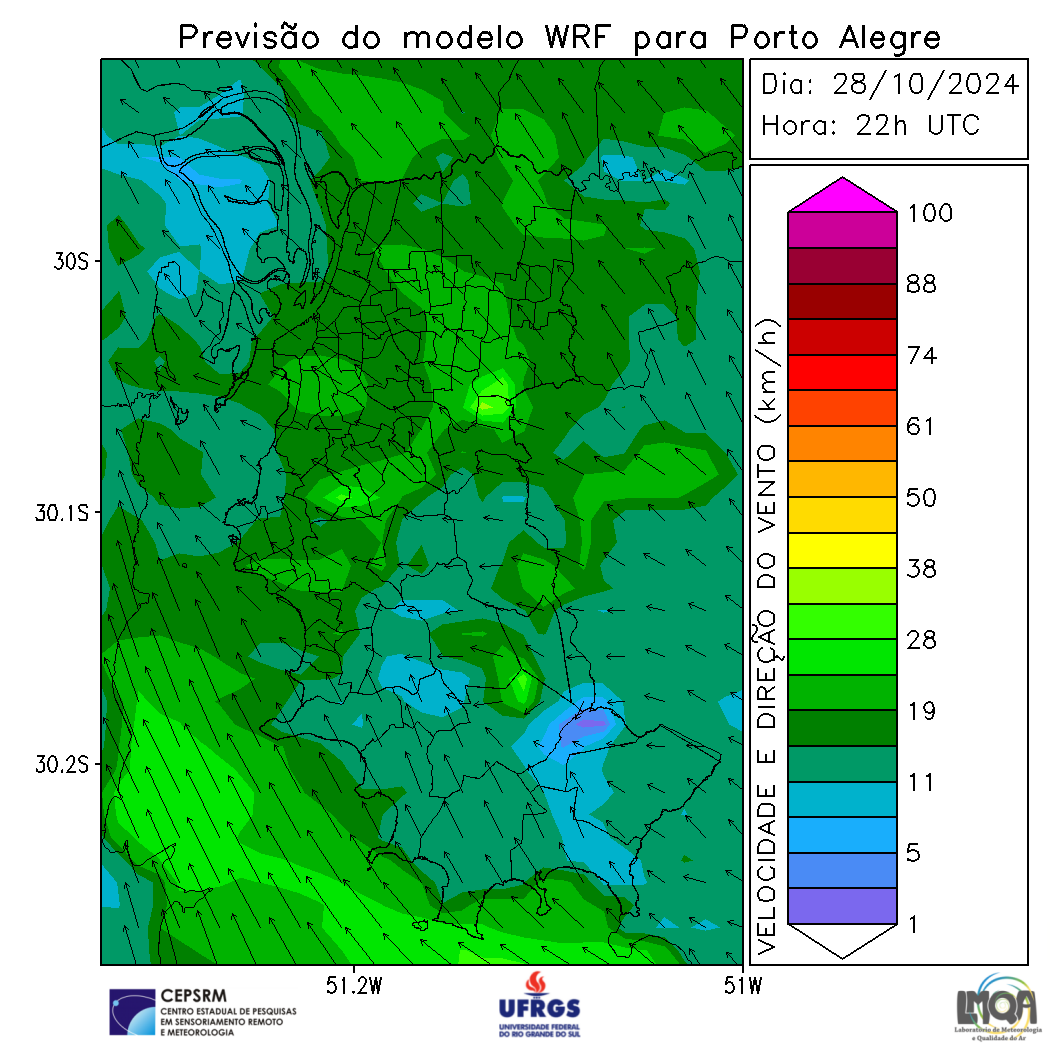 Previsão do modelo WRF para Porto Alegre
Dia: 28/10/2024
Hora: 22h UTC
30S
30.1S
30.2S
51.2W
51W
VELOCIDADE E DIREÇÃO DO VENTO (km/h)
100
88
74
61
50
38
28
19
11
5
1
CEPSRM
CENTRO ESTADUAL DE PESQUISAS
EM SENSORIAMENTO REMOTO
E METEOROLOGIA
UFRGS
UNIVERSIDADE FEDERAL
DO RIO GRANDE DO SUL
LMQA
Laboratório de Meteorologia
e Qualidade do Ar